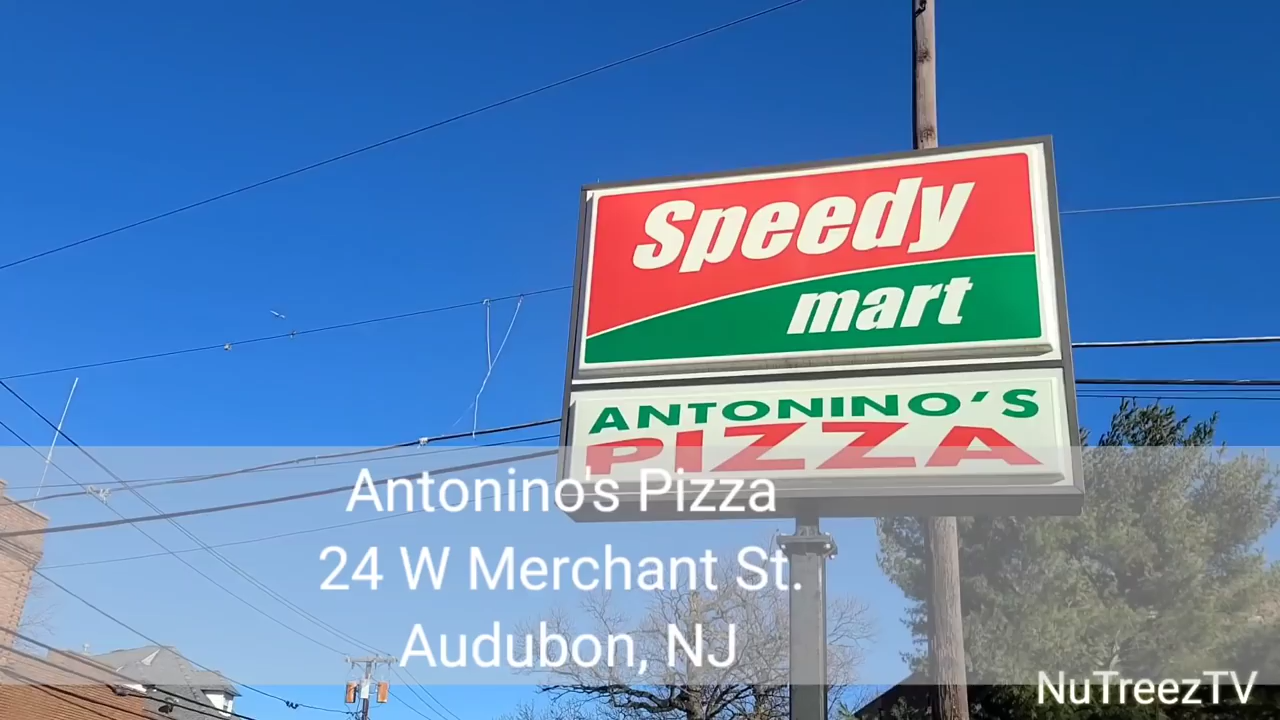 Speedy
mart
ANTONINO'S
PIZZA
Antonino's Pizza
24 W Merchant St.
Audubon, NJ
NuTreezTV